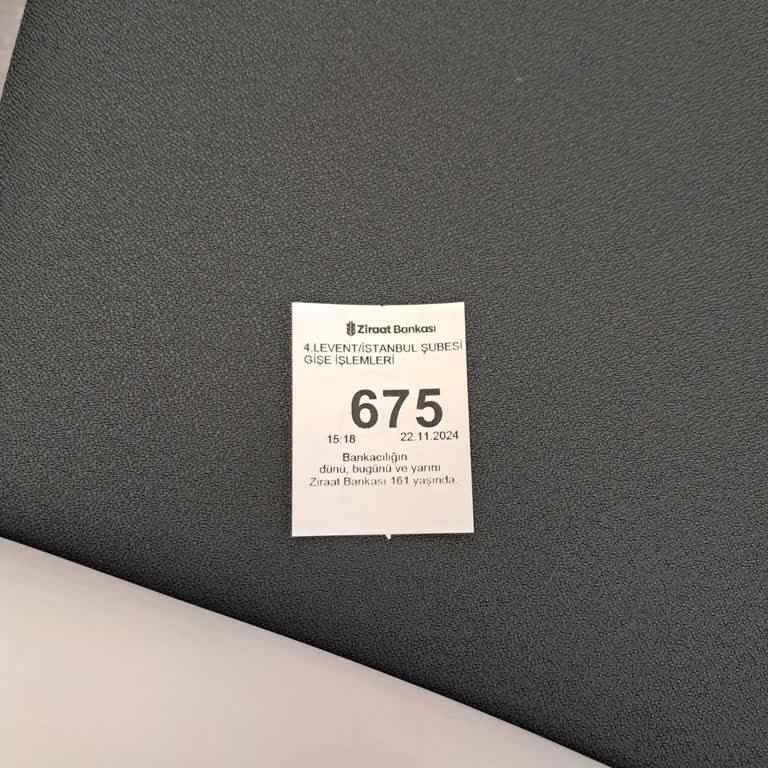 Ziraat Bankası
4.LEVENT/İSTANBUL ŞUBESİ
GİŞE İŞLEMLERİ
675
15:18 22.11.2024
Bankacılığın
dünü, bugünü ve yarını
Ziraat Bankası 161 yaşında.